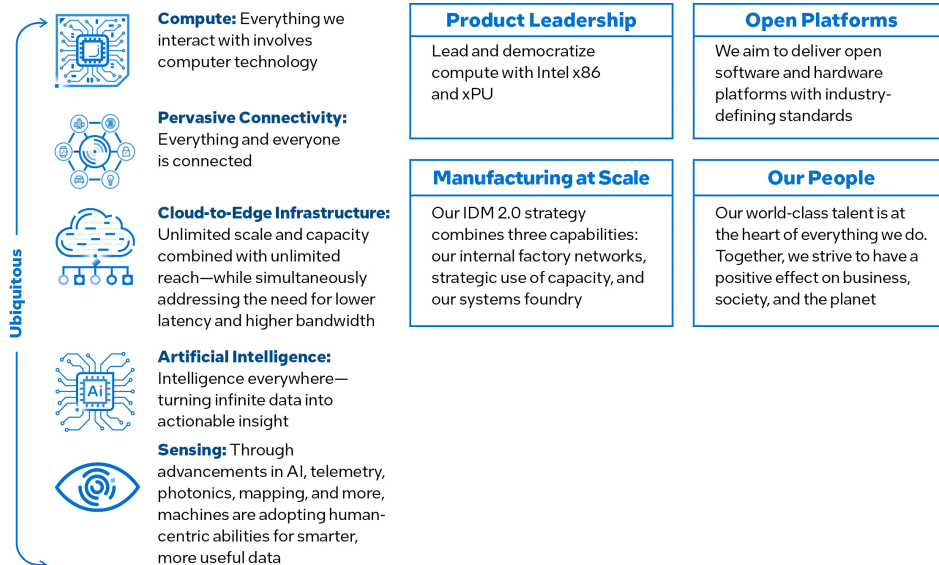 Ubiquitous
Compute: Everything we
interact with involves
computer technology
Pervasive Connectivity:
Everything and everyone
is connected
Cloud-to-Edge Infrastructure:
Unlimited scale and capacity
combined with unlimited
reach—while simultaneously
addressing the need for lower
latency and higher bandwidth
Ai
Artificial Intelligence:
Intelligence everywhere—
turning infinite data into
actionable insight
Sensing: Through
advancements in AI, telemetry,
photonics, mapping, and more,
machines are adopting human-
centric abilities for smarter,
more useful data
Product Leadership
Lead and democratize
compute with Intel x86
and xPU
Open Platforms
We aim to deliver open
software and hardware
platforms with industry-
defining standards
Manufacturing at Scale
Our IDM 2.0 strategy
combines three capabilities:
our internal factory networks,
strategic use of capacity, and
our systems foundry
Our People
Our world-class talent is at
the heart of everything we do.
Together, we strive to have a
positive effect on business,
society, and the planet